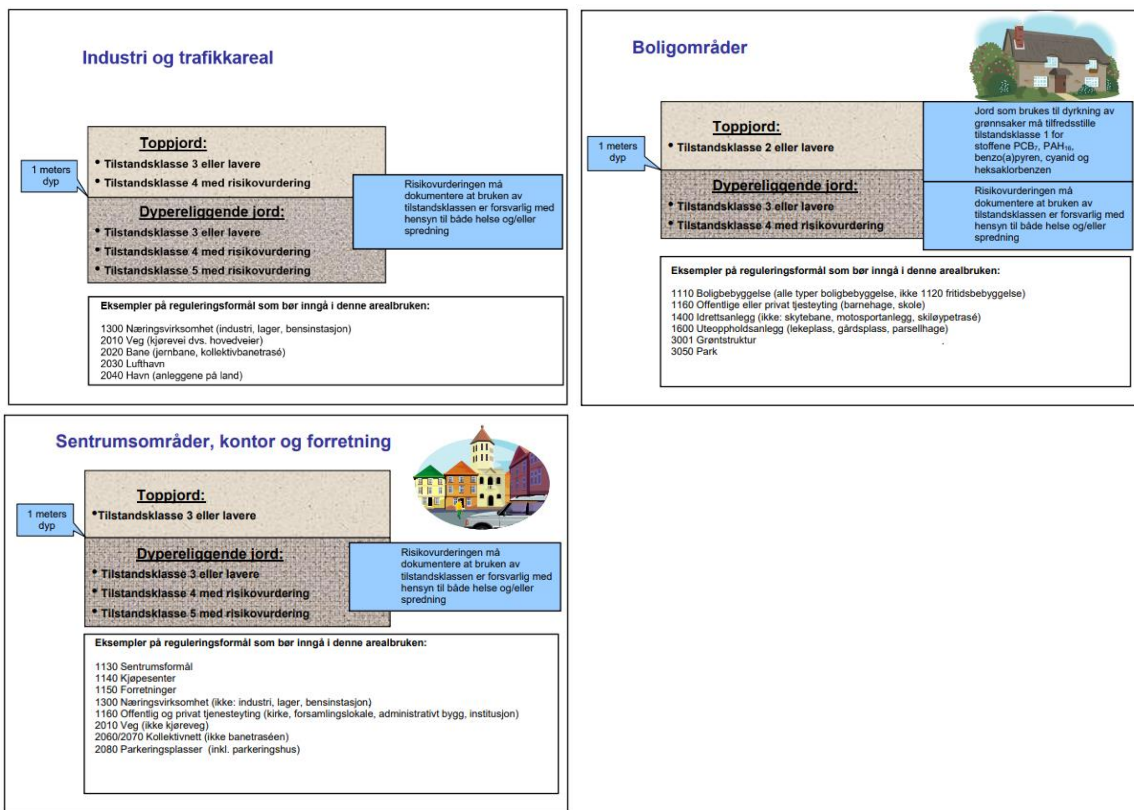 Industri og trafikkareal
Toppjord:
• Tilstandsklasse 3 eller lavere
• Tilstandsklasse 4 med risikovurdering
1 meters
dyp
Dypereliggende jord:
• Tilstandsklasse 3 eller lavere
• Tilstandsklasse 4 med risikovurdering
• Tilstandsklasse 5 med risikovurdering
Risikovurderingen må
dokumentere at bruken av
tilstandsklassen er forsvarlig med
hensyn til både helse og/eller
spredning
Eksempler på reguleringsformål som bør inngå i denne arealbruken:
1300 Næringsvirksomhet (industri, lager, bensinstasjon)
2010 Veg (kjørevei dvs. hovedveier)
2020 Bane (jernbane, kollektivbanetrasé)
2030 Lufthavn
2040 Havn (anleggene på land)
Boligområder
Toppjord:
• Tilstandsklasse 2 eller lavere
1 meters
dyp
Dypereliggende jord:
• Tilstandsklasse 3 eller lavere
• Tilstandsklasse 4 med risikovurdering
Jord som brukes til dyrkning av
grønnsaker må tilfredsstille
tilstandsklasse 1 for
stoffene PCB₇, PAH₁₆,
benzo(a)pyren, cyanid og
heksaklorbenzen
Risikovurderingen må
dokumentere at bruken av
tilstandsklassen er forsvarlig med
hensyn til både helse og/eller
spredning
Eksempler på reguleringsformål som bør inngå i denne arealbruken:
1110 Boligbebyggelse (alle typer boligbebyggelse, ikke 1120 fritidsbebyggelse)
1160 Offentlige eller privat tjesteyting (barnehage, skole)
1400 Idrettsanlegg (ikke: skytebane, motosportanlegg, skiløypetrasé)
1600 Uteoppholdsanlegg (lekeplass, gårdsplass, parsellhage)
3001 Grøntstruktur
3050 Park
Sentrumsområder, kontor og forretning
Toppjord:
•Tilstandsklasse 3 eller lavere
1 meters
dyp
Dypereliggende jord:
• Tilstandsklasse 3 eller lavere
• Tilstandsklasse 4 med risikovurdering
• Tilstandsklasse 5 med risikovurdering
Risikovurderingen må
dokumentere at bruken av
tilstandsklassen er forsvarlig med
hensyn til både helse og/eller
spredning
Eksempler på reguleringsformål som bør inngå i denne arealbruken:
1130 Sentrumsformål
1140 Kjøpesenter
1150 Forretninger
1300 Næringsvirksomhet (ikke: industri, lager, bensinstasjon)
1160 Offentlig og privat tjenesteyting (kirke, forsamlingslokale, administrativt bygg, institusjon)
2010 Veg (ikke kjøreveg)
2060/2070 Kollektivnett (ikke banetraséen)
2080 Parkeringsplasser (inkl. parkeringshus)